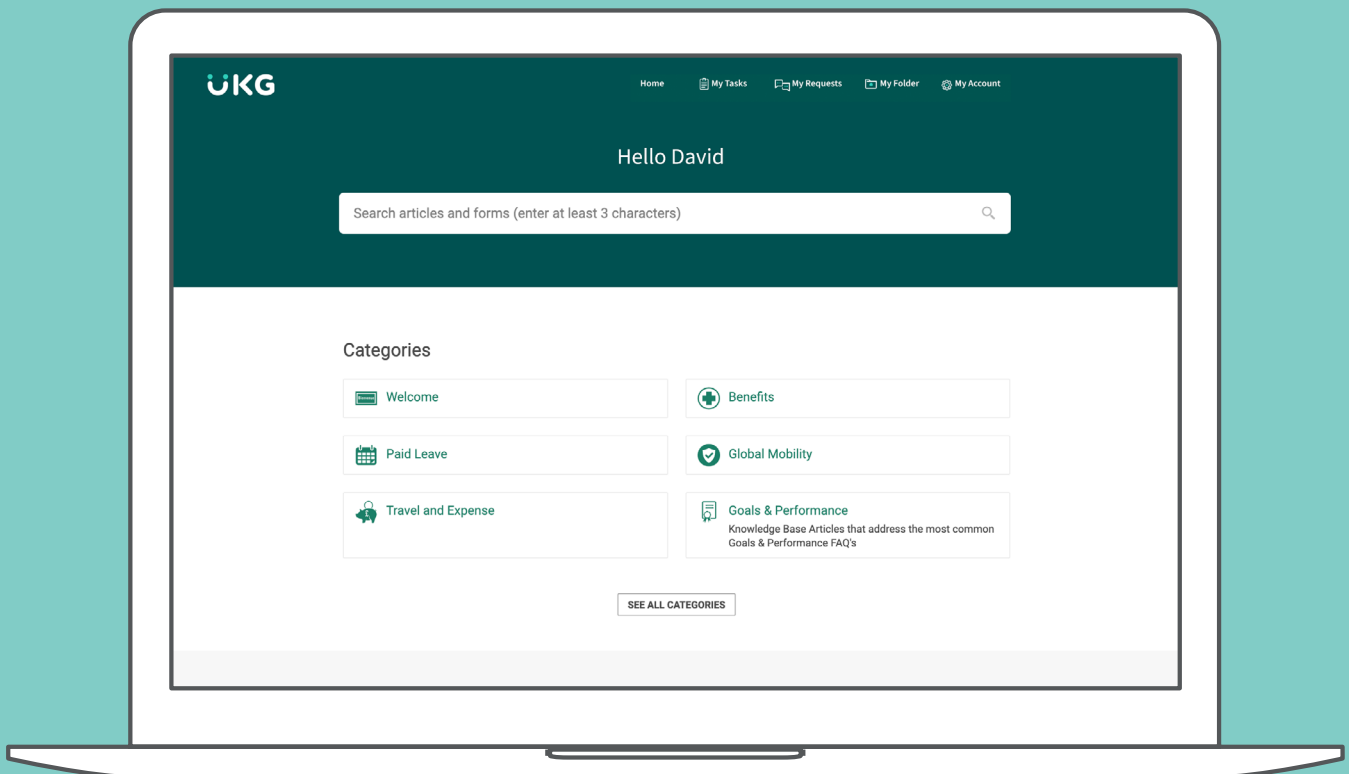 UKG
Home My Tasks My Requests My Folder My Account
Hello David
Search articles and forms (enter at least 3 characters)
Categories
Welcome
Benefits
Paid Leave
Global Mobility
Travel and Expense
Goals & Performance
Knowledge Base Articles that address the most common
Goals & Performance FAQ's
SEE ALL CATEGORIES